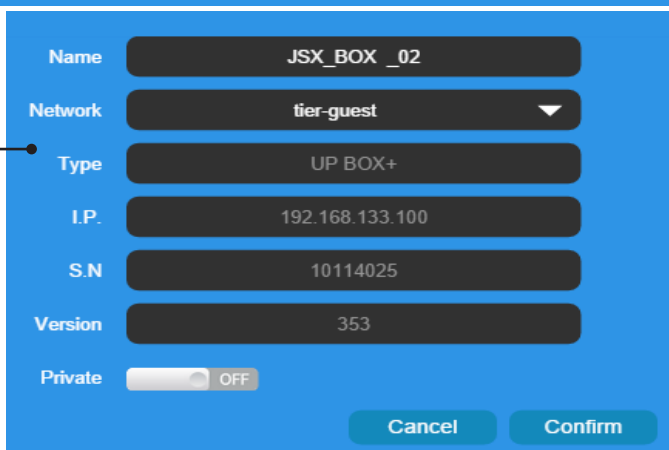 Name JSX_BOX _02
Network tier-guest
Type UP BOX+
I.P. 192.168.133.100
S.N 10114025
Version 353
Private OFF
Cancel Confirm